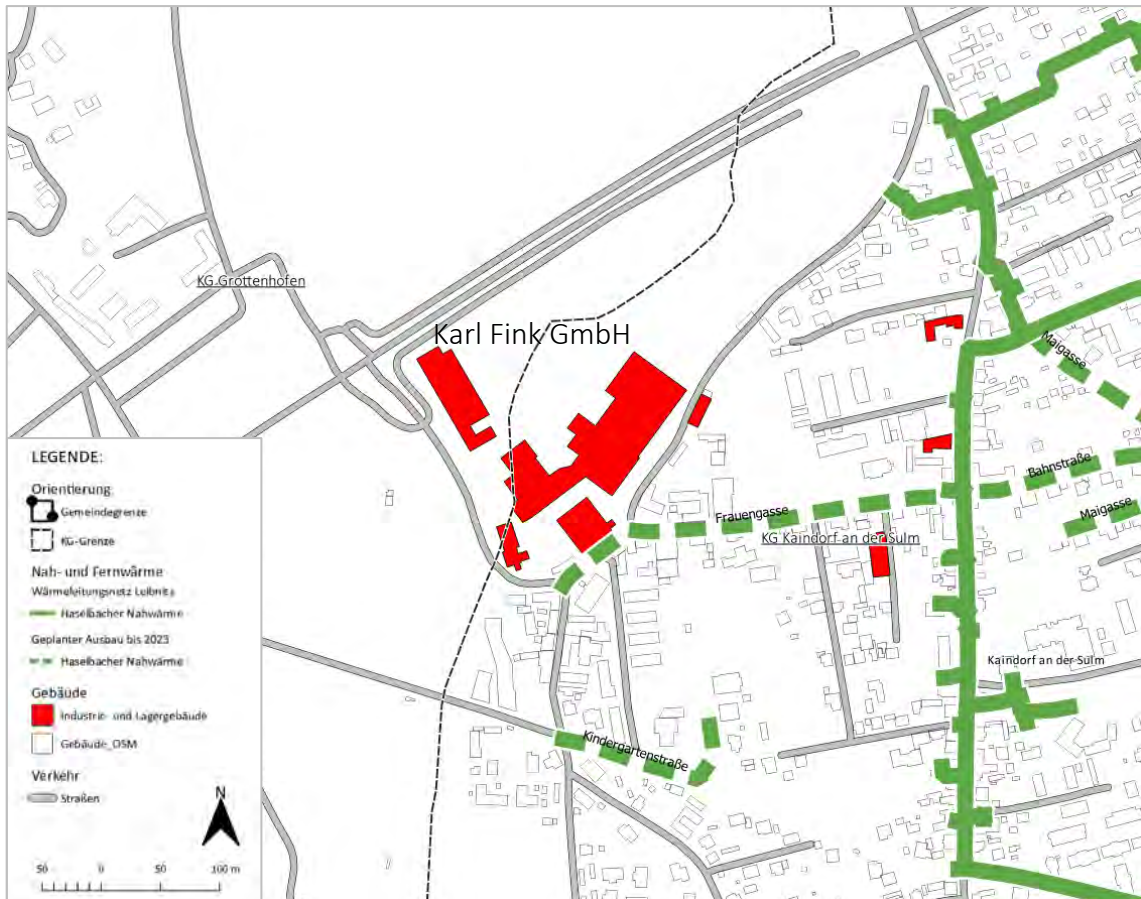 KG Grottenhofen
Karl Fink GmbH
Maigasse
Bahnstraße
Maigasse
Frauengasse
KG Kaindorf an der Sulm
Kaindorf an der Sulm
Kindergartenstraße
LEGENDE:
Orientierung
Gemeindegrenze
KG-Grenze
Nah- und Fernwärme
Wärmeleitungsnetz Leibnitz
Haselbacher Nahwärme
Geplanter Ausbau bis 2023
Haselbacher Nahwärme
Gebäude
Industrie- und Lagergebäude
Gebäude_OSM
Verkehr
Straßen
N
50 0 50 100 m